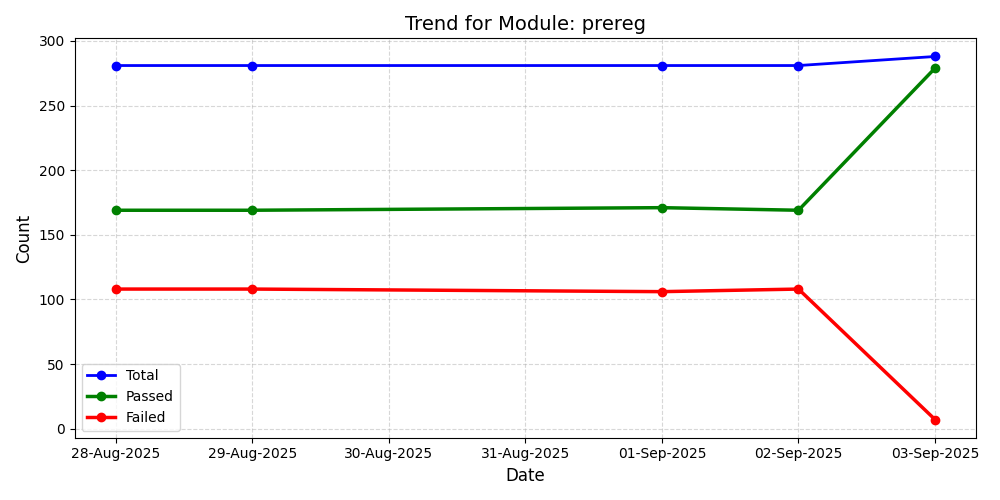 Trend for Module: prereg
300
250
200
150
100
50
0
Count
Total
Passed
Failed
28-Aug-2025
29-Aug-2025
30-Aug-2025
31-Aug-2025
01-Sep-2025
02-Sep-2025
03-Sep-2025
Date